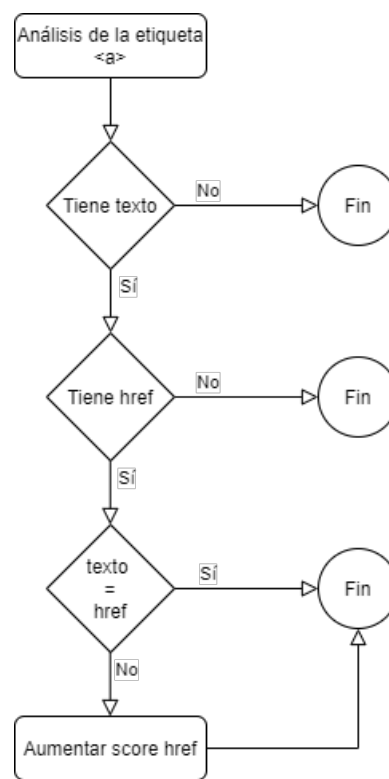 Análisis de la etiqueta
<a>
Tiene texto
No
Fin
Sí
Tiene href
No
Fin
Sí
texto
=
href
Sí
Fin
No
Aumentar score href